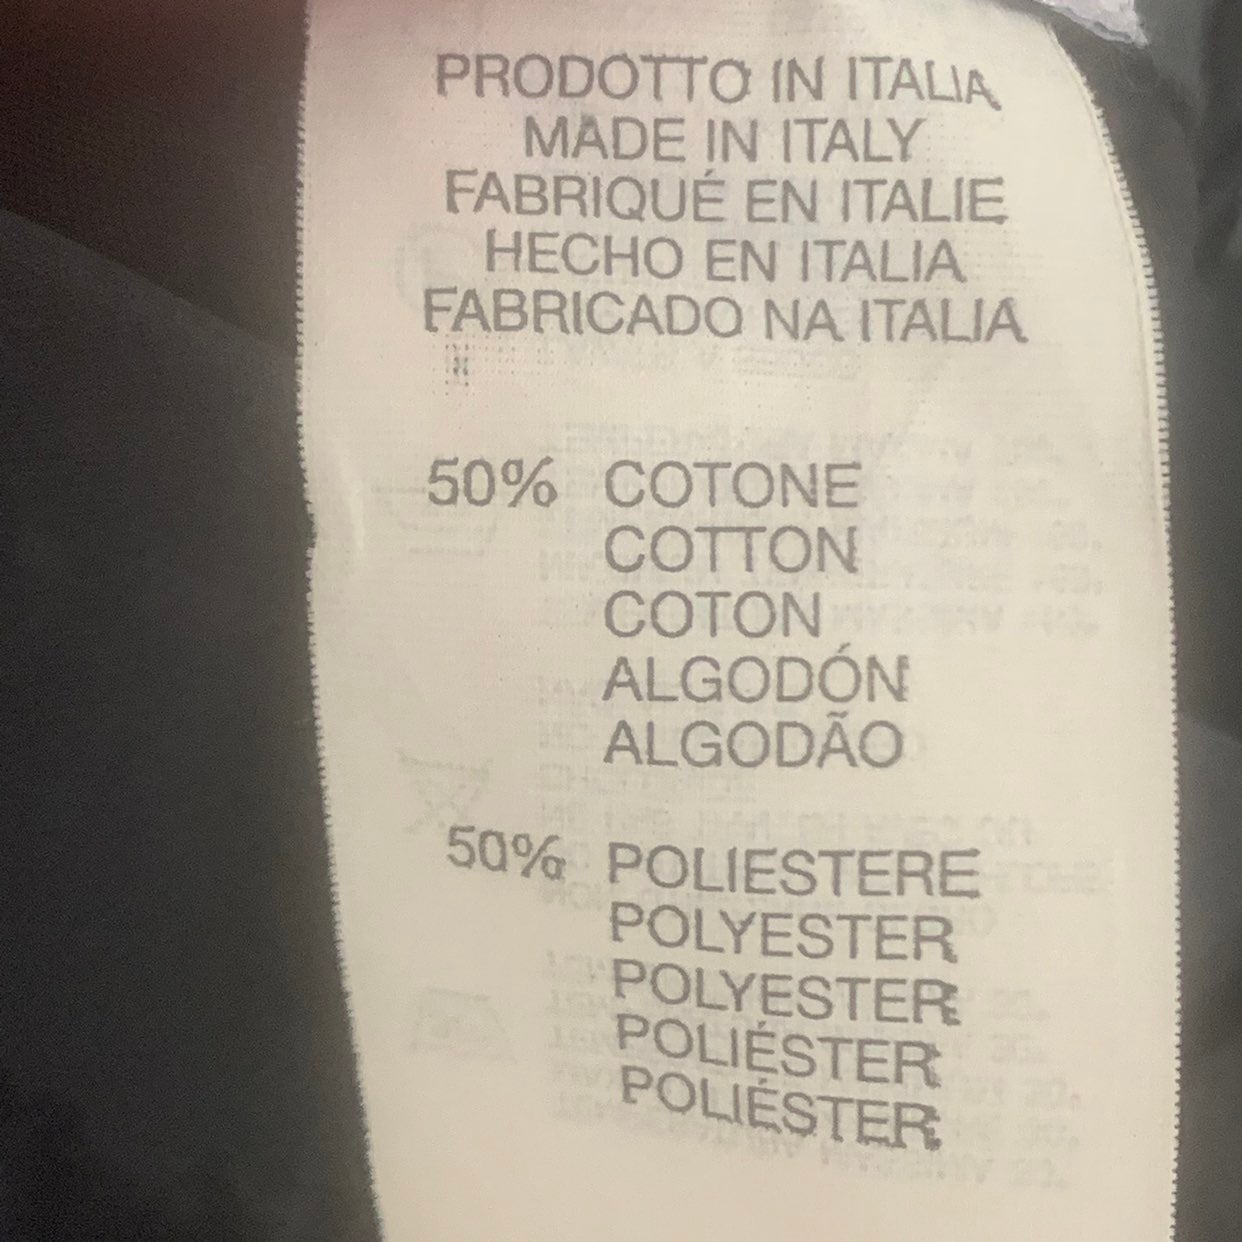 PRODOTTO IN ITALIA
MADE IN ITALY
FABRIQUÉ EN ITALIE
HECHO EN ITALIA
FABRICADO NA ITALIA
50% COTONE
COTTON
COTON
ALGODÓN
ALGODÃO
50% POLIESTERE
POLYESTER
POLYESTER
POLIÉSTER
POLIÉSTER